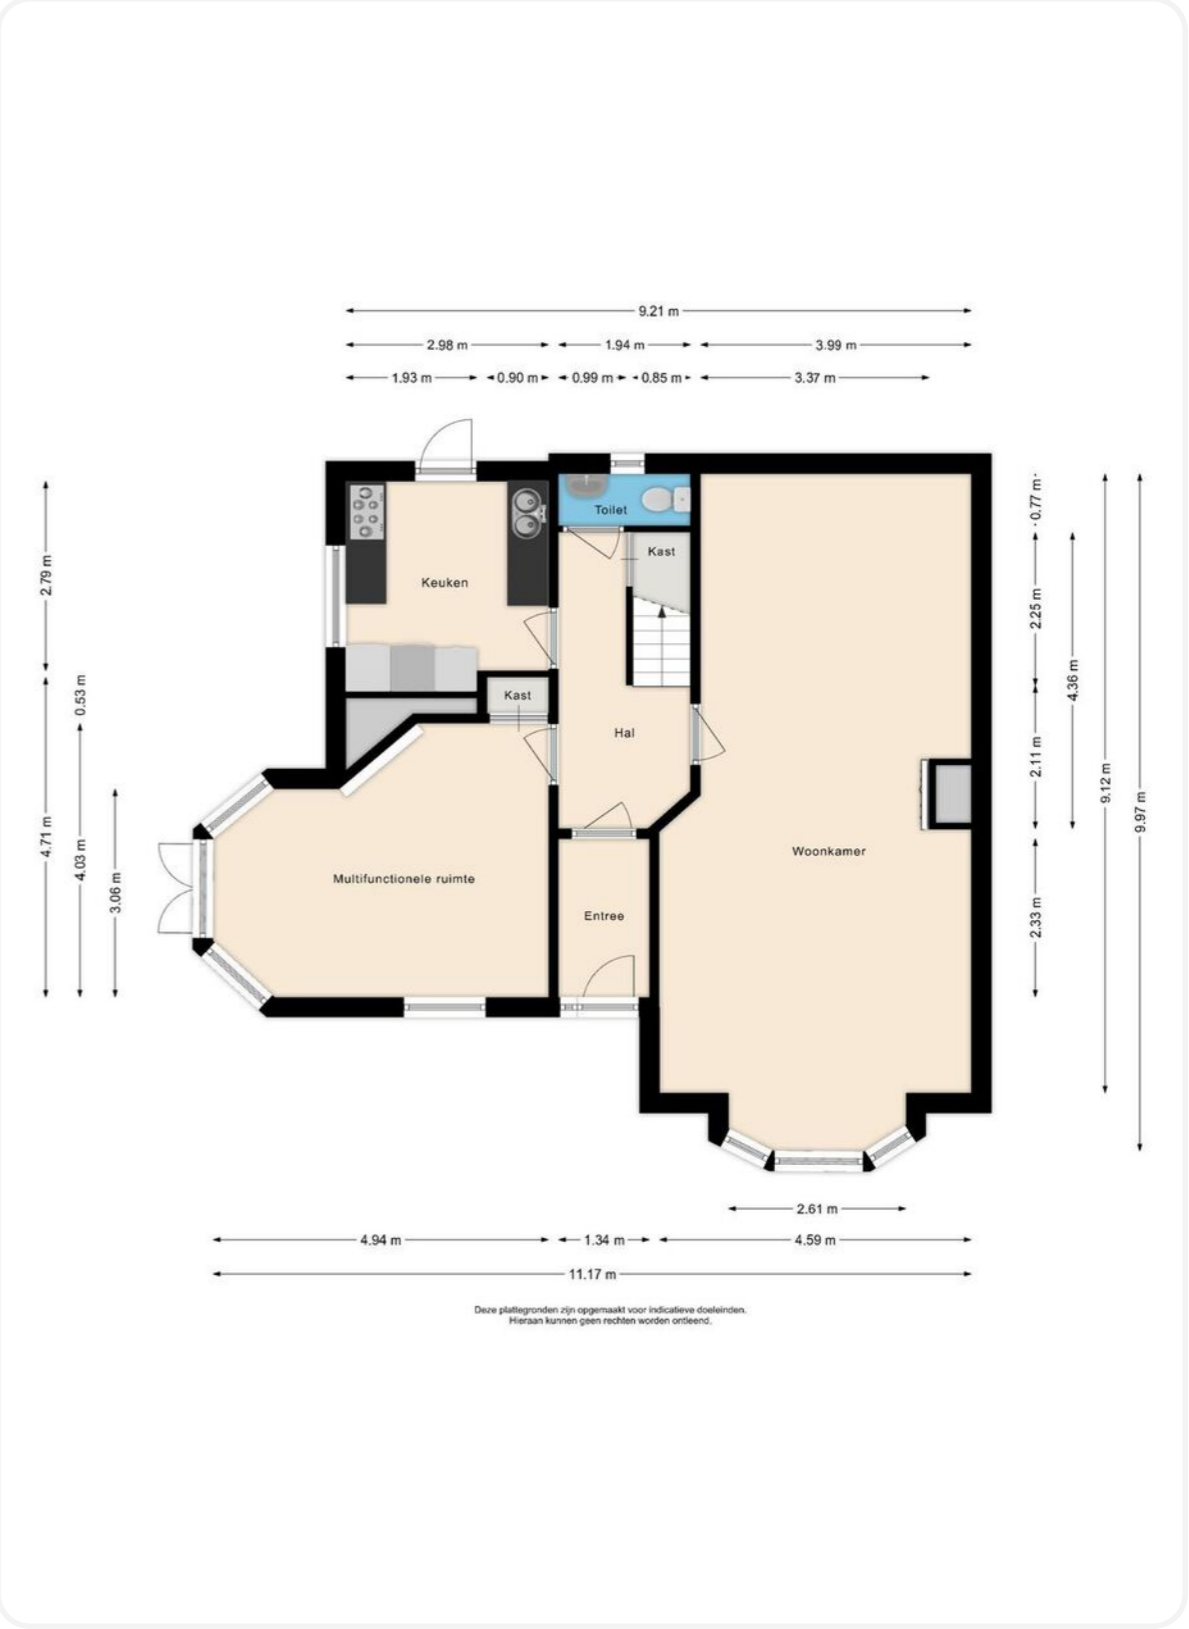 9.21 m
2.98 m
1.94 m
3.99 m
1.93 m
0.90 m
0.99 m
0.85 m
3.37 m
Toilet
Kast
Keuken
Kast
Hal
Woonkamer
Multifunctionele ruimte
Entree
2.79 m
0.53 m
4.71 m
4.03 m
3.06 m
0.77 m
2.25 m
4.36 m
2.11 m
9.12 m
9.97 m
2.33 m
2.61 m
4.94 m
1.34 m
4.59 m
11.17 m
Deze plattegronden zijn opgemaakt voor indicatieve doeleinden.
Hieraan kunnen geen rechten worden ontleend.